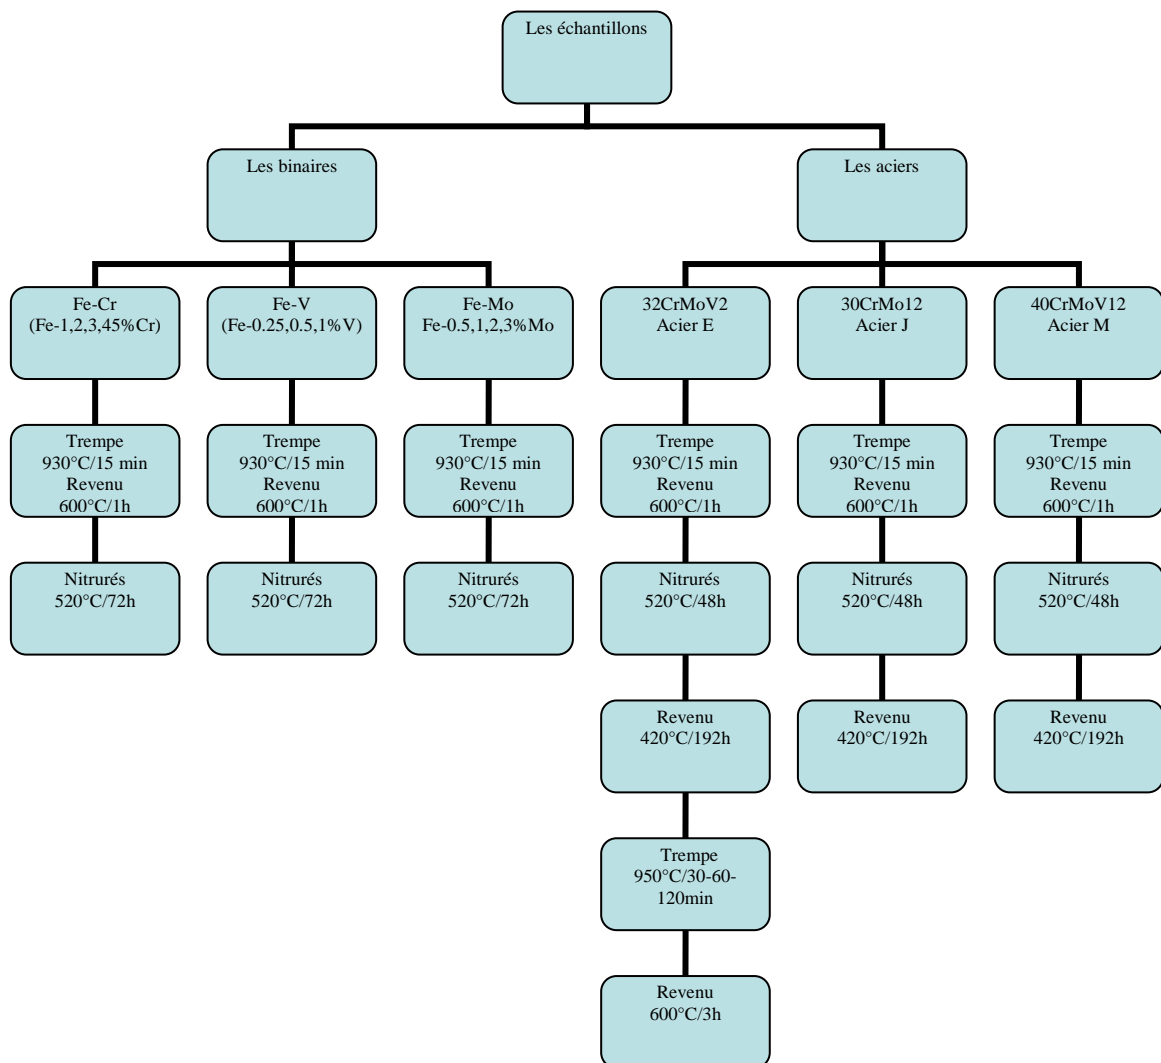 Les échantillons
Les binaires
Les aciers
Fe-Cr
(Fe-1,2,3,45%Cr)
Fe-V
(Fe-0.25,0.5,1%V)
Fe-Mo
Fe-0.5,1,2,3%Mo
32CrMoV2
Acier E
30CrMo12
Acier J
40CrMoV12
Acier M
Trempe
930°C/15 min
Revenu
600°C/1h
Trempe
930°C/15 min
Revenu
600°C/1h
Trempe
930°C/15 min
Revenu
600°C/1h
Trempe
930°C/15 min
Revenu
600°C/1h
Trempe
930°C/15 min
Revenu
600°C/1h
Trempe
930°C/15 min
Revenu
600°C/1h
Nitrurés
520°C/72h
Nitrurés
520°C/72h
Nitrurés
520°C/72h
Nitrurés
520°C/48h
Nitrurés
520°C/48h
Nitrurés
520°C/48h
Revenu
420°C/192h
Revenu
420°C/192h
Revenu
420°C/192h
Trempe
950°C/30-60-
120min
Revenu
600°C/3h